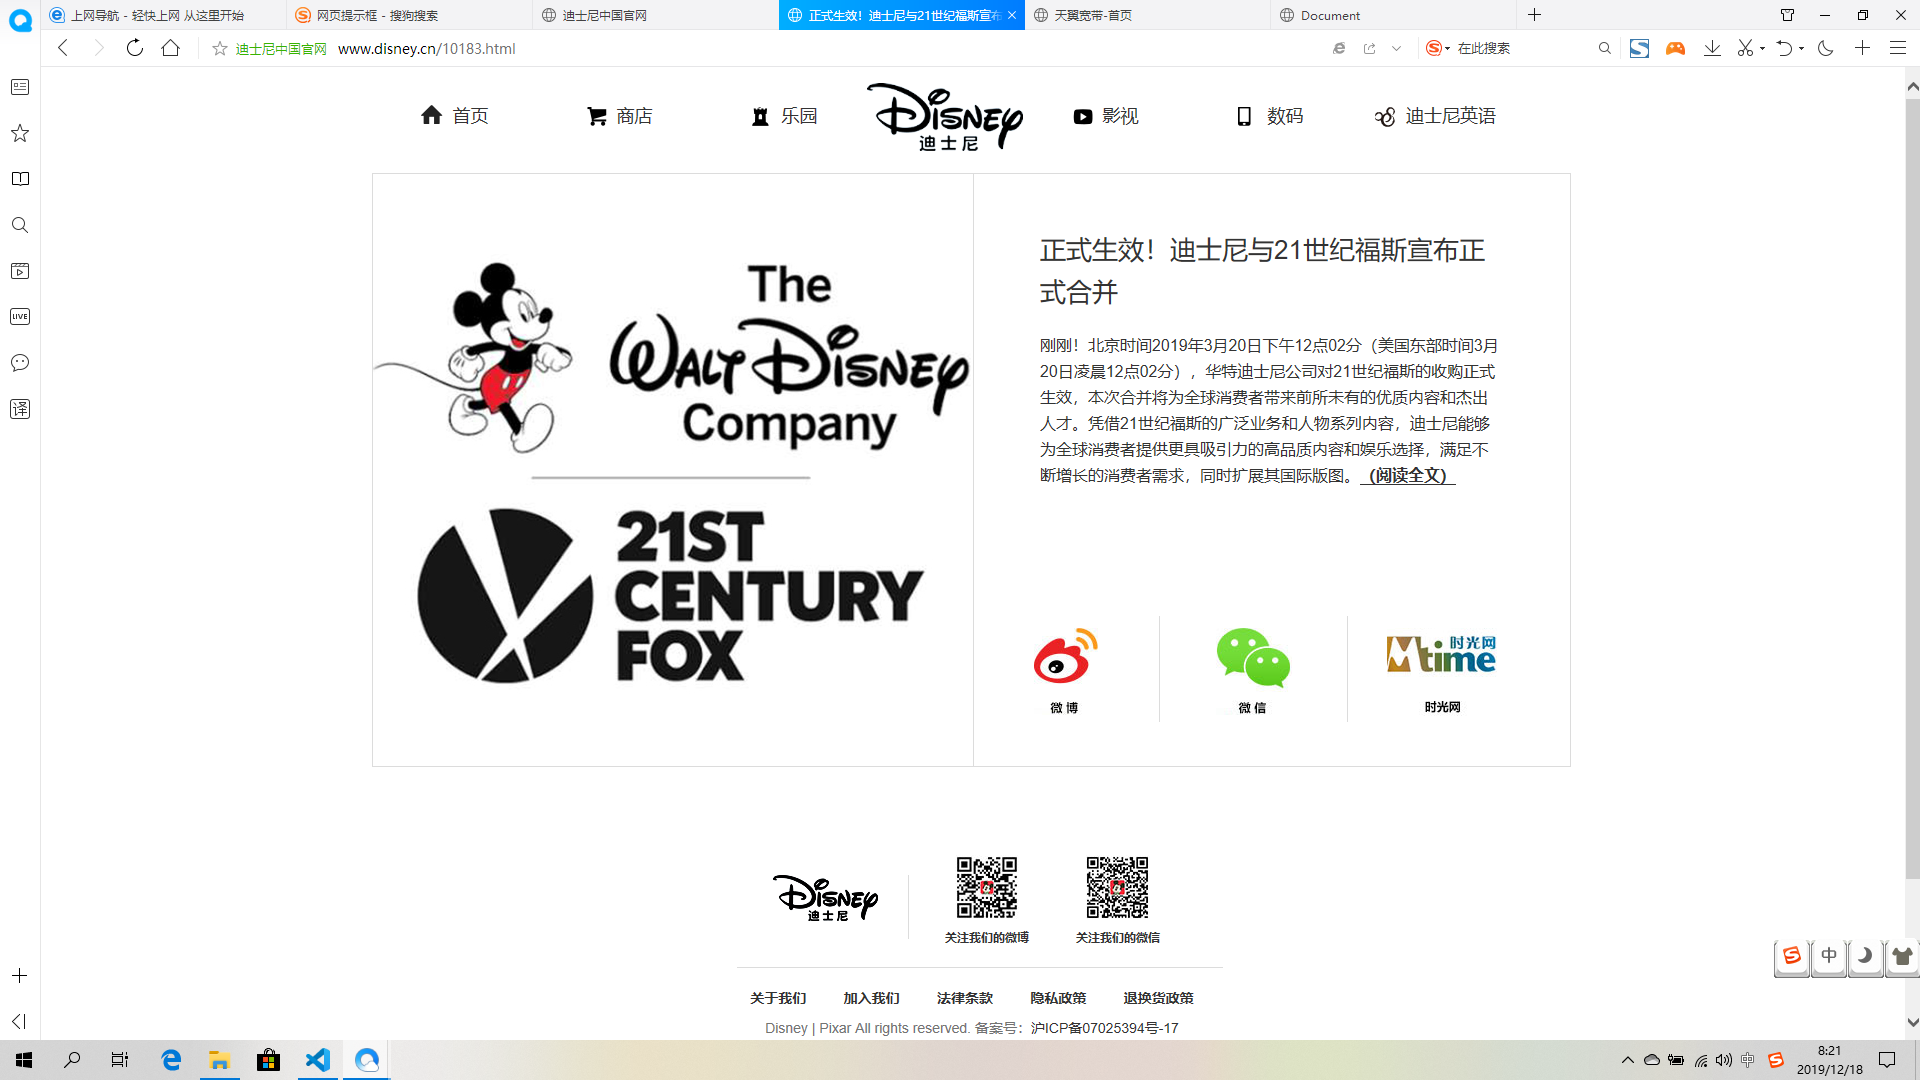 上网导航 - 轻快上网 从这里开始
网页提示框 - 搜狗搜索
迪士尼中国官网
正式生效！迪士尼与21世纪福斯宣布
天翼宽带-首页
Document
迪士尼中国官网 www.disney.cn/10183.html
在此搜索
首页
商店
乐园
Disney
迪士尼
影视
数码
迪士尼英语
LIVE
译
The
Walt Disney
Company
21ST
CENTURY
FOX
正式生效！迪士尼与21世纪福斯宣布正
式合并
刚刚！北京时间2019年3月20日下午12点02分（美国东部时间3月
20日凌晨12点02分），华特迪士尼公司对21世纪福斯的收购正式
生效，本次合并将为全球消费者带来前所未有的优质内容和杰出
人才。凭借21世纪福斯的广泛业务和人物系列内容，迪士尼能够
为全球消费者提供更具吸引力的高品质内容和娱乐选择，满足不
断增长的消费者需求，同时扩展其国际版图。（阅读全文）
时光网
Mtime
微 博
微 信
时光网
Disney
迪士尼
关注我们的微博
关注我们的微信
关于我们
加入我们
法律条款
隐私政策
退换货政策
Disney | Pixar All rights reserved. 备案号：沪ICP备07025394号-17
中
中
8:21
2019/12/18